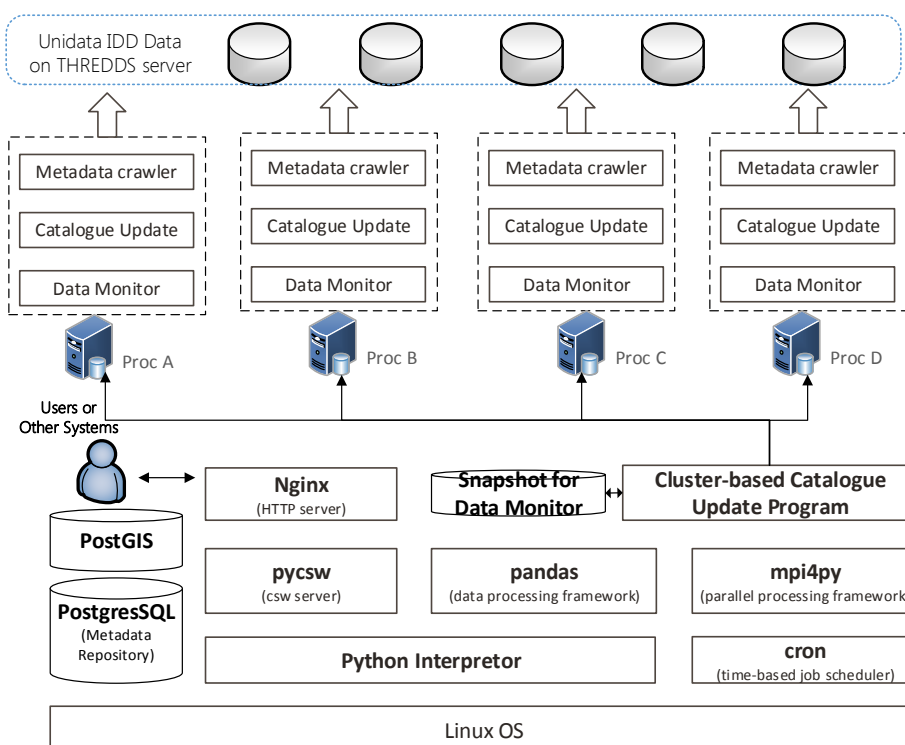 Unidata IDD Data
on THREDDS server
Metadata crawler
Catalogue Update
Data Monitor
Metadata crawler
Catalogue Update
Data Monitor
Metadata crawler
Catalogue Update
Data Monitor
Metadata crawler
Catalogue Update
Data Monitor
Proc A
Proc B
Proc C
Proc D
Users or
Other Systems
Nginx
(HTTP server)
Snapshot for
Data Monitor
Cluster-based Catalogue
Update Program
PostGIS
pycsw
(csw server)
pandas
(data processing framework)
mpi4py
(parallel processing framework)
PostgresSQL
(Metadata
Repository)
Python Interpretor
cron
(time-based job scheduler)
Linux OS